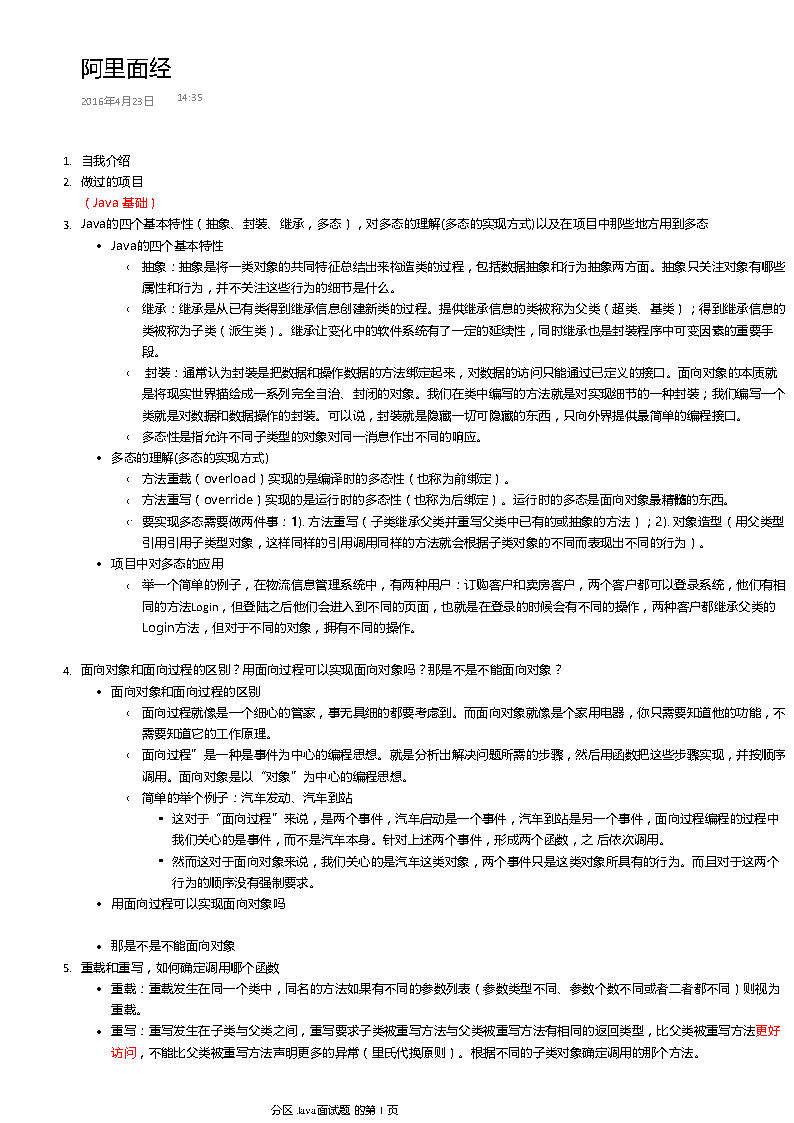 阿里面经
2016年4月23日 14:35
1. 自我介绍
2. 做过的项目
（Java 基础）
3. Java的四个基本特性（抽象、封装、继承，多态），对多态的理解(多态的实现方式)以及在项目中那些地方用到多态
• Java的四个基本特性
◦ 抽象：抽象是将一类对象的共同特征总结出来构造类的过程，包括数据抽象和行为抽象两方面。抽象只关注对象有哪些
属性和行为，并不关注这些行为的细节是什么。
◦ 继承：继承是从已有类得到继承信息创建新类的过程。提供继承信息的类被称为父类（超类、基类）；得到继承信息的
类被称为子类（派生类）。继承让变化中的软件系统有了一定的延续性，同时继承也是封装程序中可变因素的重要手
段。
◦ 封装：通常认为封装是把数据和操作数据的方法绑定起来，对数据的访问只能通过已定义的接口。面向对象的本质就
是将现实世界描绘成一系列完全自治、封闭的对象。我们在类中编写的方法就是对实现细节的一种封装；我们编写一个
类就是对数据和数据操作的封装。可以说，封装就是隐藏一切可隐藏的东西，只向外界提供最简单的编程接口。
◦ 多态性是指允许不同子类型的对象对同一消息作出不同的响应。
• 多态的理解(多态的实现方式)
◦ 方法重载（overload）实现的是编译时的多态性（也称为前绑定）。
◦ 方法重写（override）实现的是运行时的多态性（也称为后绑定）。运行时的多态是面向对象最精髓的东西。
◦ 要实现多态需要做两件事：1). 方法重写（子类继承父类并重写父类中已有的或抽象的方法）；2). 对象造型（用父类型
引用引用子类型对象，这样同样的引用调用同样的方法就会根据子类对象的不同而表现出不同的行为）。
• 项目中对多态的应用
◦ 举一个简单的例子，在物流信息管理系统中，有两种用户：订购客户和卖房客户，两个客户都可以登录系统，他们有相
同的方法Login，但登陆之后他们会进入到不同的页面，也就是在登录的时候会有不同的操作，两种客户都继承父类的
Login方法，但对于不同的对象，拥有不同的操作。
4. 面向对象和面向过程的区别？用面向过程可以实现面向对象吗？那是不是不能面向对象？
• 面向对象和面向过程的区别
◦ 面向过程就像是一个细心的管家，事无具细的都要考虑到。而面向对象就像是个家用电器，你只需要知道他的功能，不
需要知道它的工作原理。
◦ 面向过程”是一种是事件为中心的编程思想。就是分析出解决问题所需的步骤，然后用函数把这些步骤实现，并按顺序
调用。面向对象是以“对象”为中心的编程思想。
◦ 简单的举个例子：汽车发动、汽车到站
▪ 这对于“面向过程”来说，是两个事件，汽车启动是一个事件，汽车到站是另一个事件，面向过程编程的过程中
我们关心的是事件，而不是汽车本身。针对上述两个事件，形成两个函数，之 后依次调用。
▪ 然而这对于面向对象来说，我们关心的是汽车这类对象，两个事件只是这类对象所具有的行为。而且对于这两个
行为的顺序没有强制要求。
• 用面向过程可以实现面向对象吗
• 那是不是不能面向对象
5. 重载和重写，如何确定调用哪个函数
• 重载：重载发生在同一个类中，同名的方法如果有不同的参数列表（参数类型不同、参数个数不同或者二者都不同）则视为
重载。
• 重写：重写发生在子类与父类之间，重写要求子类被重写方法与父类被重写方法有相同的返回类型，比父类被重写方法更好
访问，不能比父类被重写方法声明更多的异常（里氏代换原则）。根据不同的子类对象确定调用的那个方法。
分区 Java面试题 的第 1 页